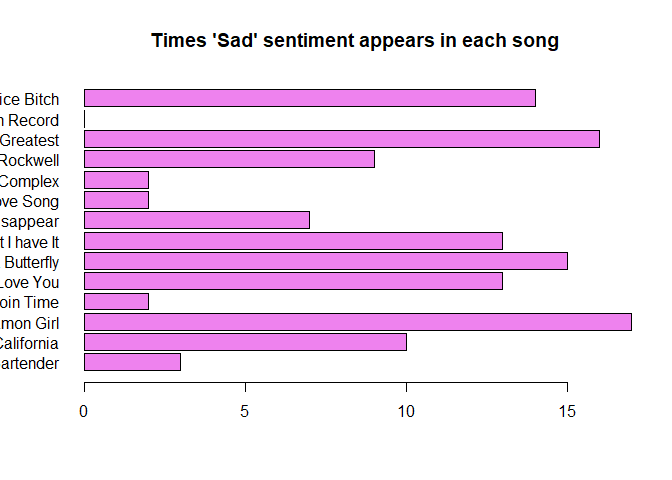 Times 'Sad' sentiment appears in each song
ice Bitch
n Record
Greatest
Rockwell
Complex
ove Song
sappear
t I have It
Butterfly
Love You
oin Time
mon Girl
California
artender
0 5 10 15